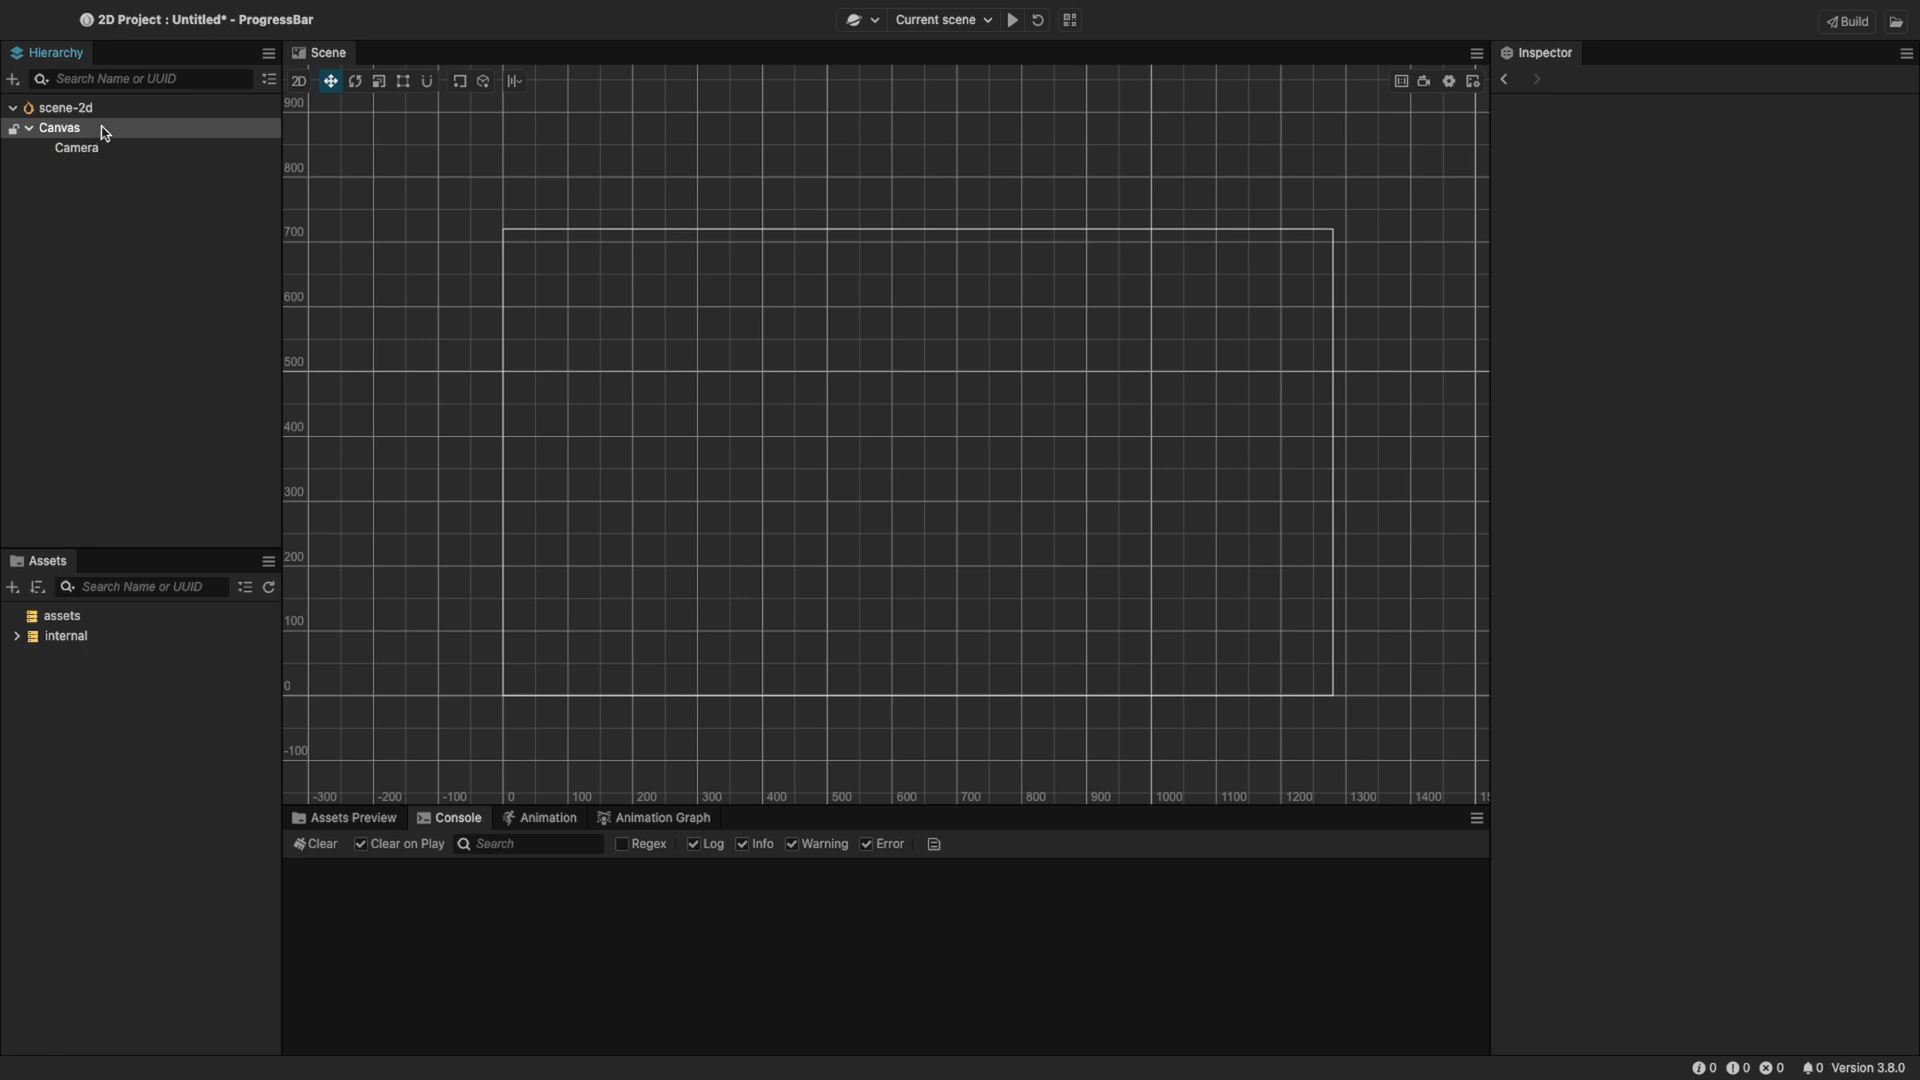 2D Project : Untitled* - ProgressBar
Current scene
Build
Hierarchy
Search Name or UUID
scene-2d
Canvas
Camera
Scene
2D
900
800
700
600
500
400
300
200
100
0
-100
-300 -200 -100 0 100 200 300 400 500 600 700 800 900 1000 1100 1200 1300 1400
Inspector
Assets
Search Name or UUID
assets
internal
Assets Preview Console Animation Animation Graph
Clear Clear on Play Search Regex Log Info Warning Error
0 0 0 0 Version 3.8.0